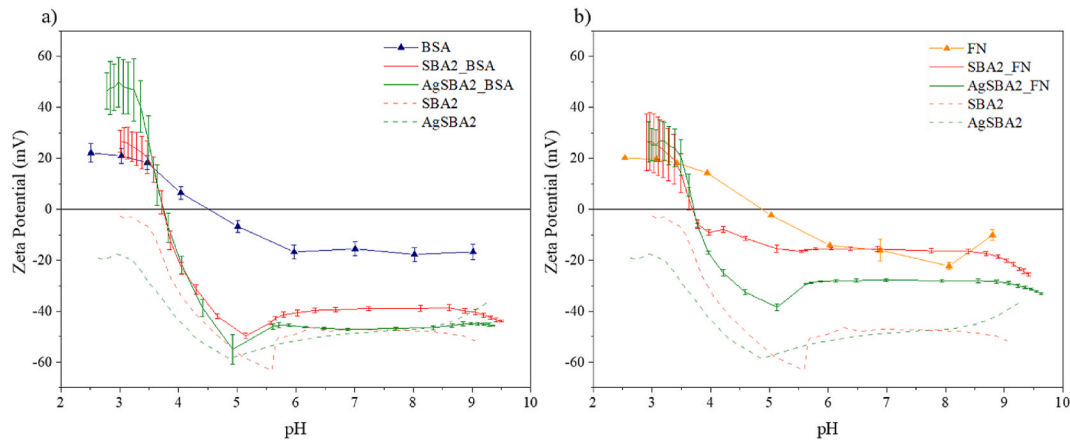 a)
BSA
SBA2_BSA
AgSBA2_BSA
SBA2
AgSBA2
60
40
20
0
-20
-40
-60
Zeta Potential (mV)
2 3 4 5 6 7 8 9 10
pH
b)
FN
SBA2_FN
AgSBA2_FN
SBA2
AgSBA2
60
40
20
0
-20
-40
-60
Zeta Potential (mV)
2 3 4 5 6 7 8 9 10
pH